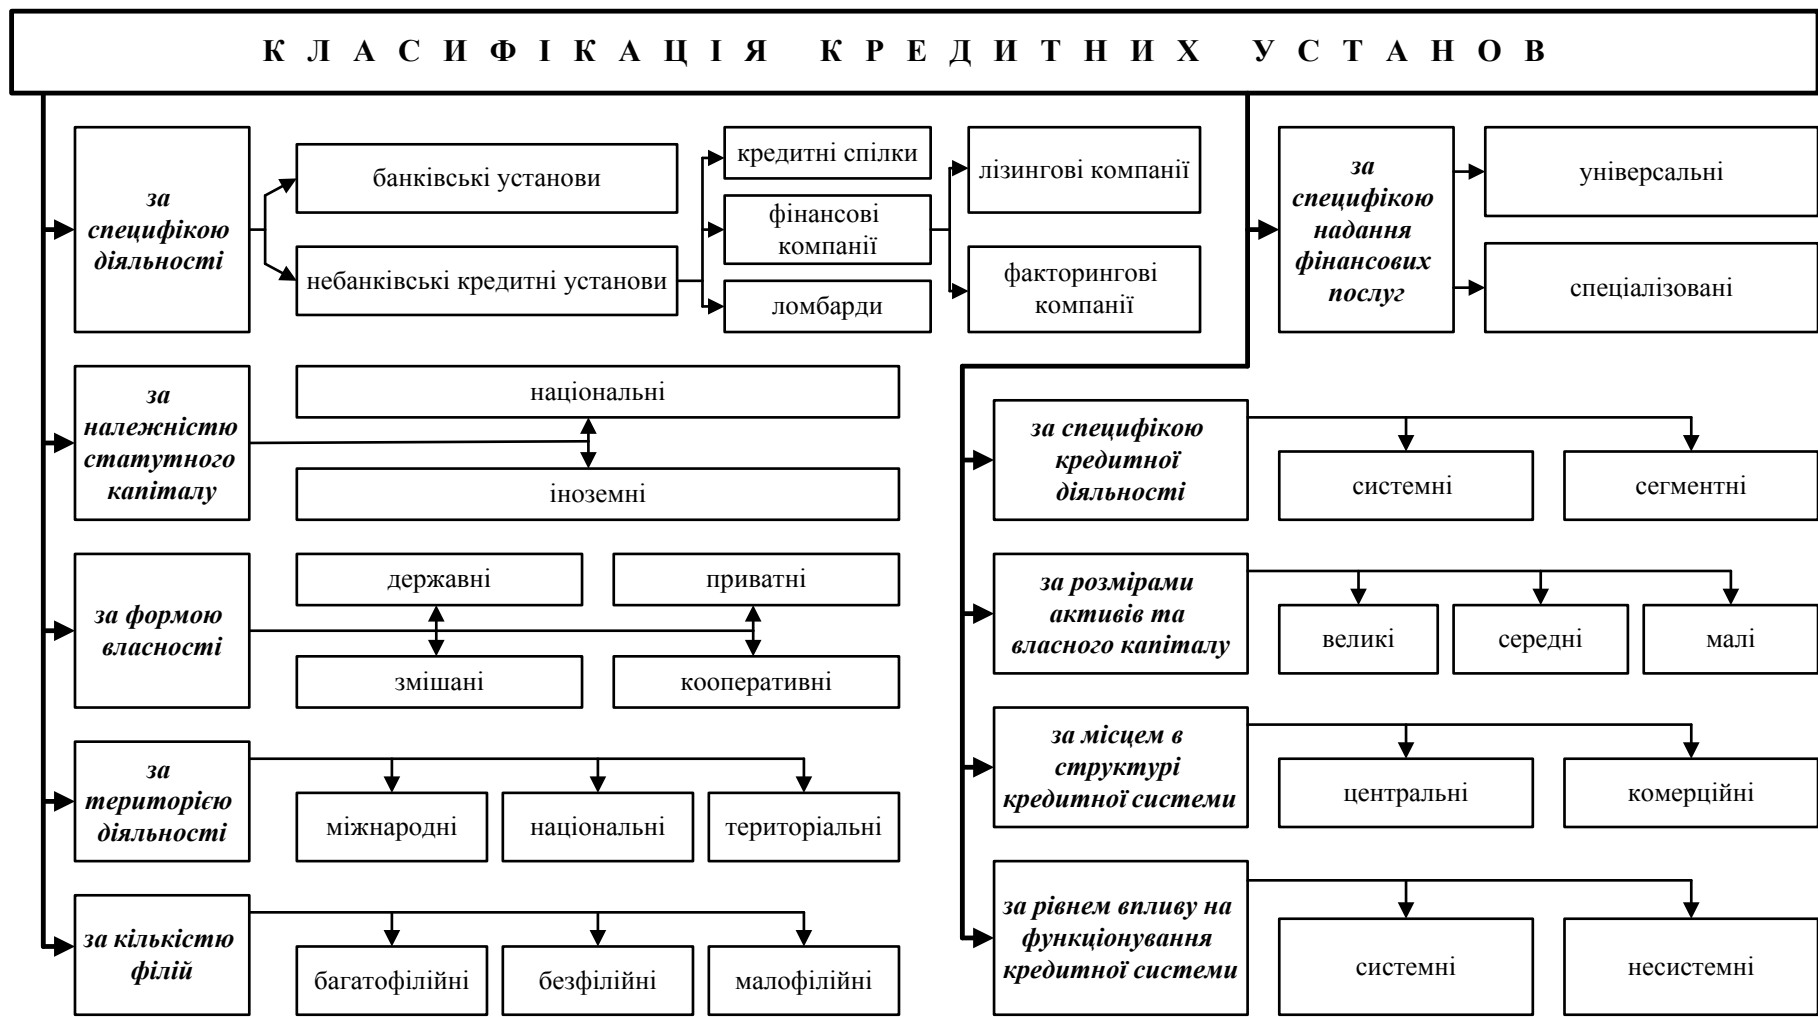 КЛАСИФІКАЦІЯ КРЕДИТНИХ УСТАНОВ
за
специфікою
діяльності
банківські установи
небанківські кредитні установи
кредитні спілки
фінансові
компанії
ломбарди
лізингові компанії
факторингові
компанії
за
специфікою
надання
фінансових
послуг
універсальні
спеціалізовані
за
належністю
статутного
капіталу
національні
іноземні
за специфікою
кредитної
діяльності
системні
сегментні
за формою
власності
державні
приватні
змішані
кооперативні
за розмірами
активів та
власного капіталу
великі
середні
малі
за
територією
діяльності
міжнародні
національні
територіальні
за місцем в
структурі
кредитної системи
центральні
комерційні
за кількістю
філій
багатофілійні
безфілійні
малофілійні
за рівнем впливу на
функціонування
кредитної системи
системні
несистемні